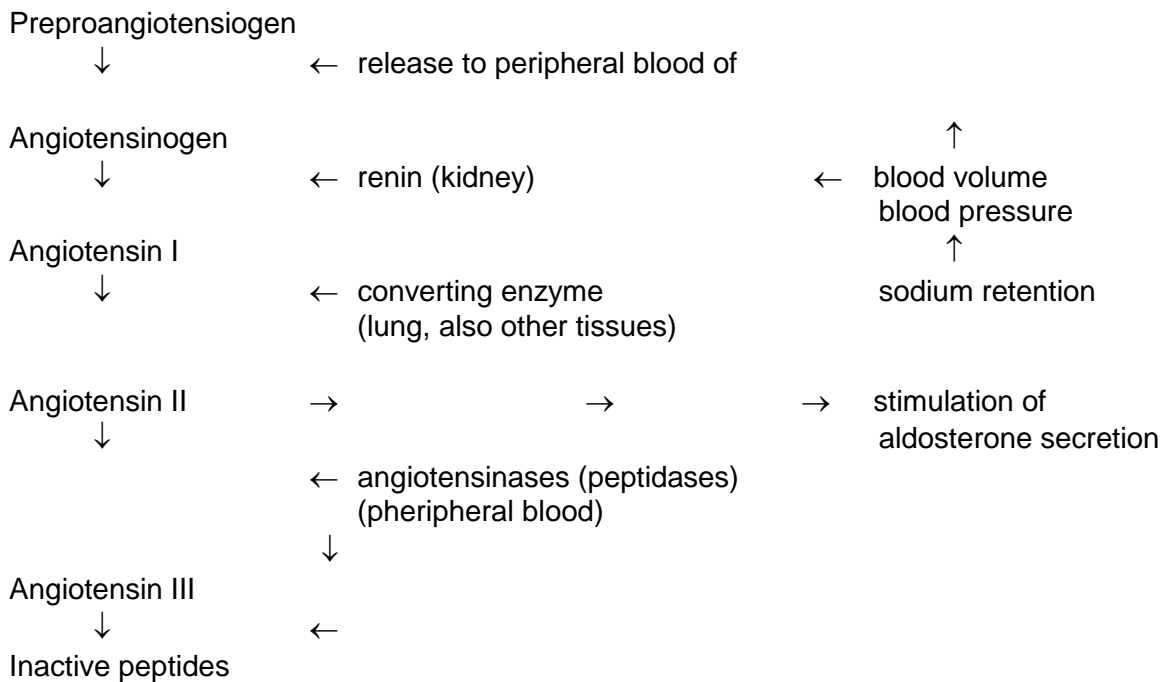 Preproangiotensiogen
↓ ← release to peripheral blood of
Angiotensinogen ↑
↓ ← renin (kidney) ← blood volume
blood pressure
Angiotensin I ↑
↓ ← converting enzyme sodium retention
(lung, also other tissues)
Angiotensin II → → → stimulation of
↓ aldosterone secretion
← angiotensinases (peptidases)
(pheripheral blood)
↓
Angiotensin III
↓ ←
Inactive peptides